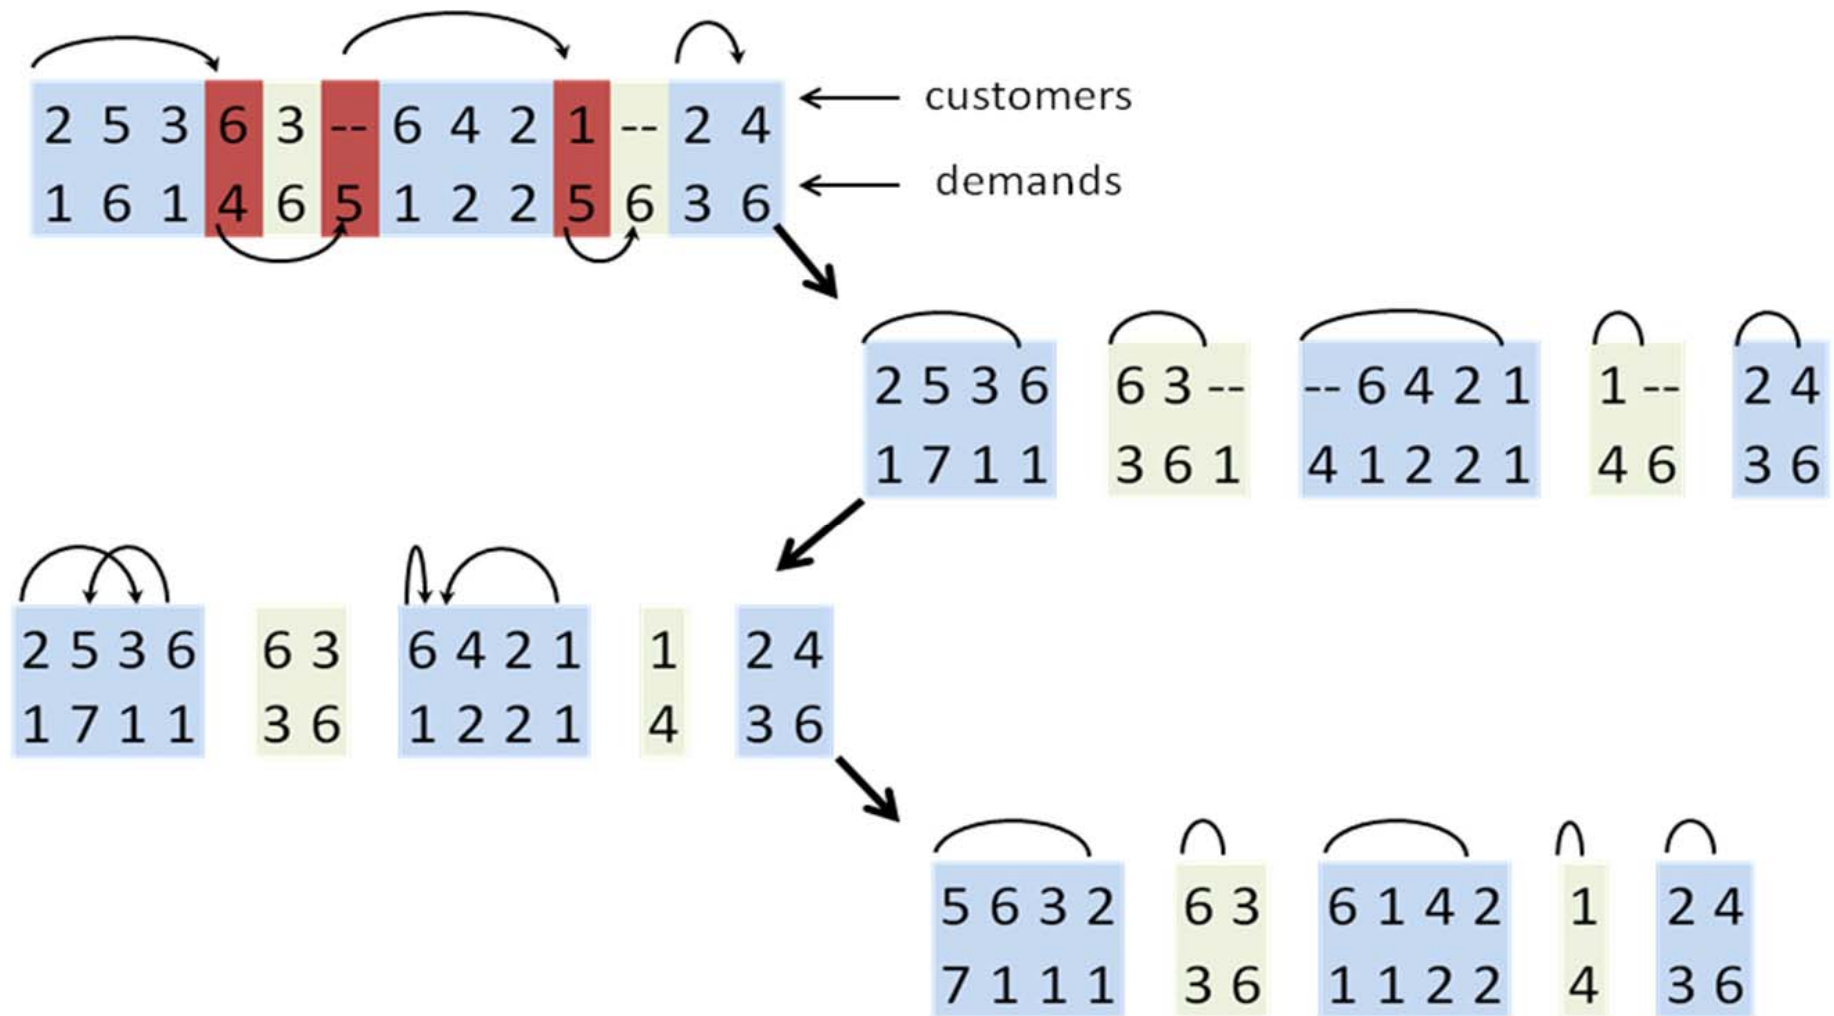 2 5 3 6 3 -- 6 4 2 1 -- 2 4
customers
1 6 1 4 6 5 1 2 2 5 6 3 6
demands
2 5 3 6 6 3 -- -- 6 4 2 1 1 -- 2 4
1 7 1 1 3 6 1 4 1 2 2 1 4 6 3 6
2 5 3 6 6 3 6 4 2 1 1 2 4
1 7 1 1 3 6 1 2 2 1 4 3 6
5 6 3 2 6 3 6 1 4 2 1 2 4
7 1 1 1 3 6 1 1 2 2 4 3 6